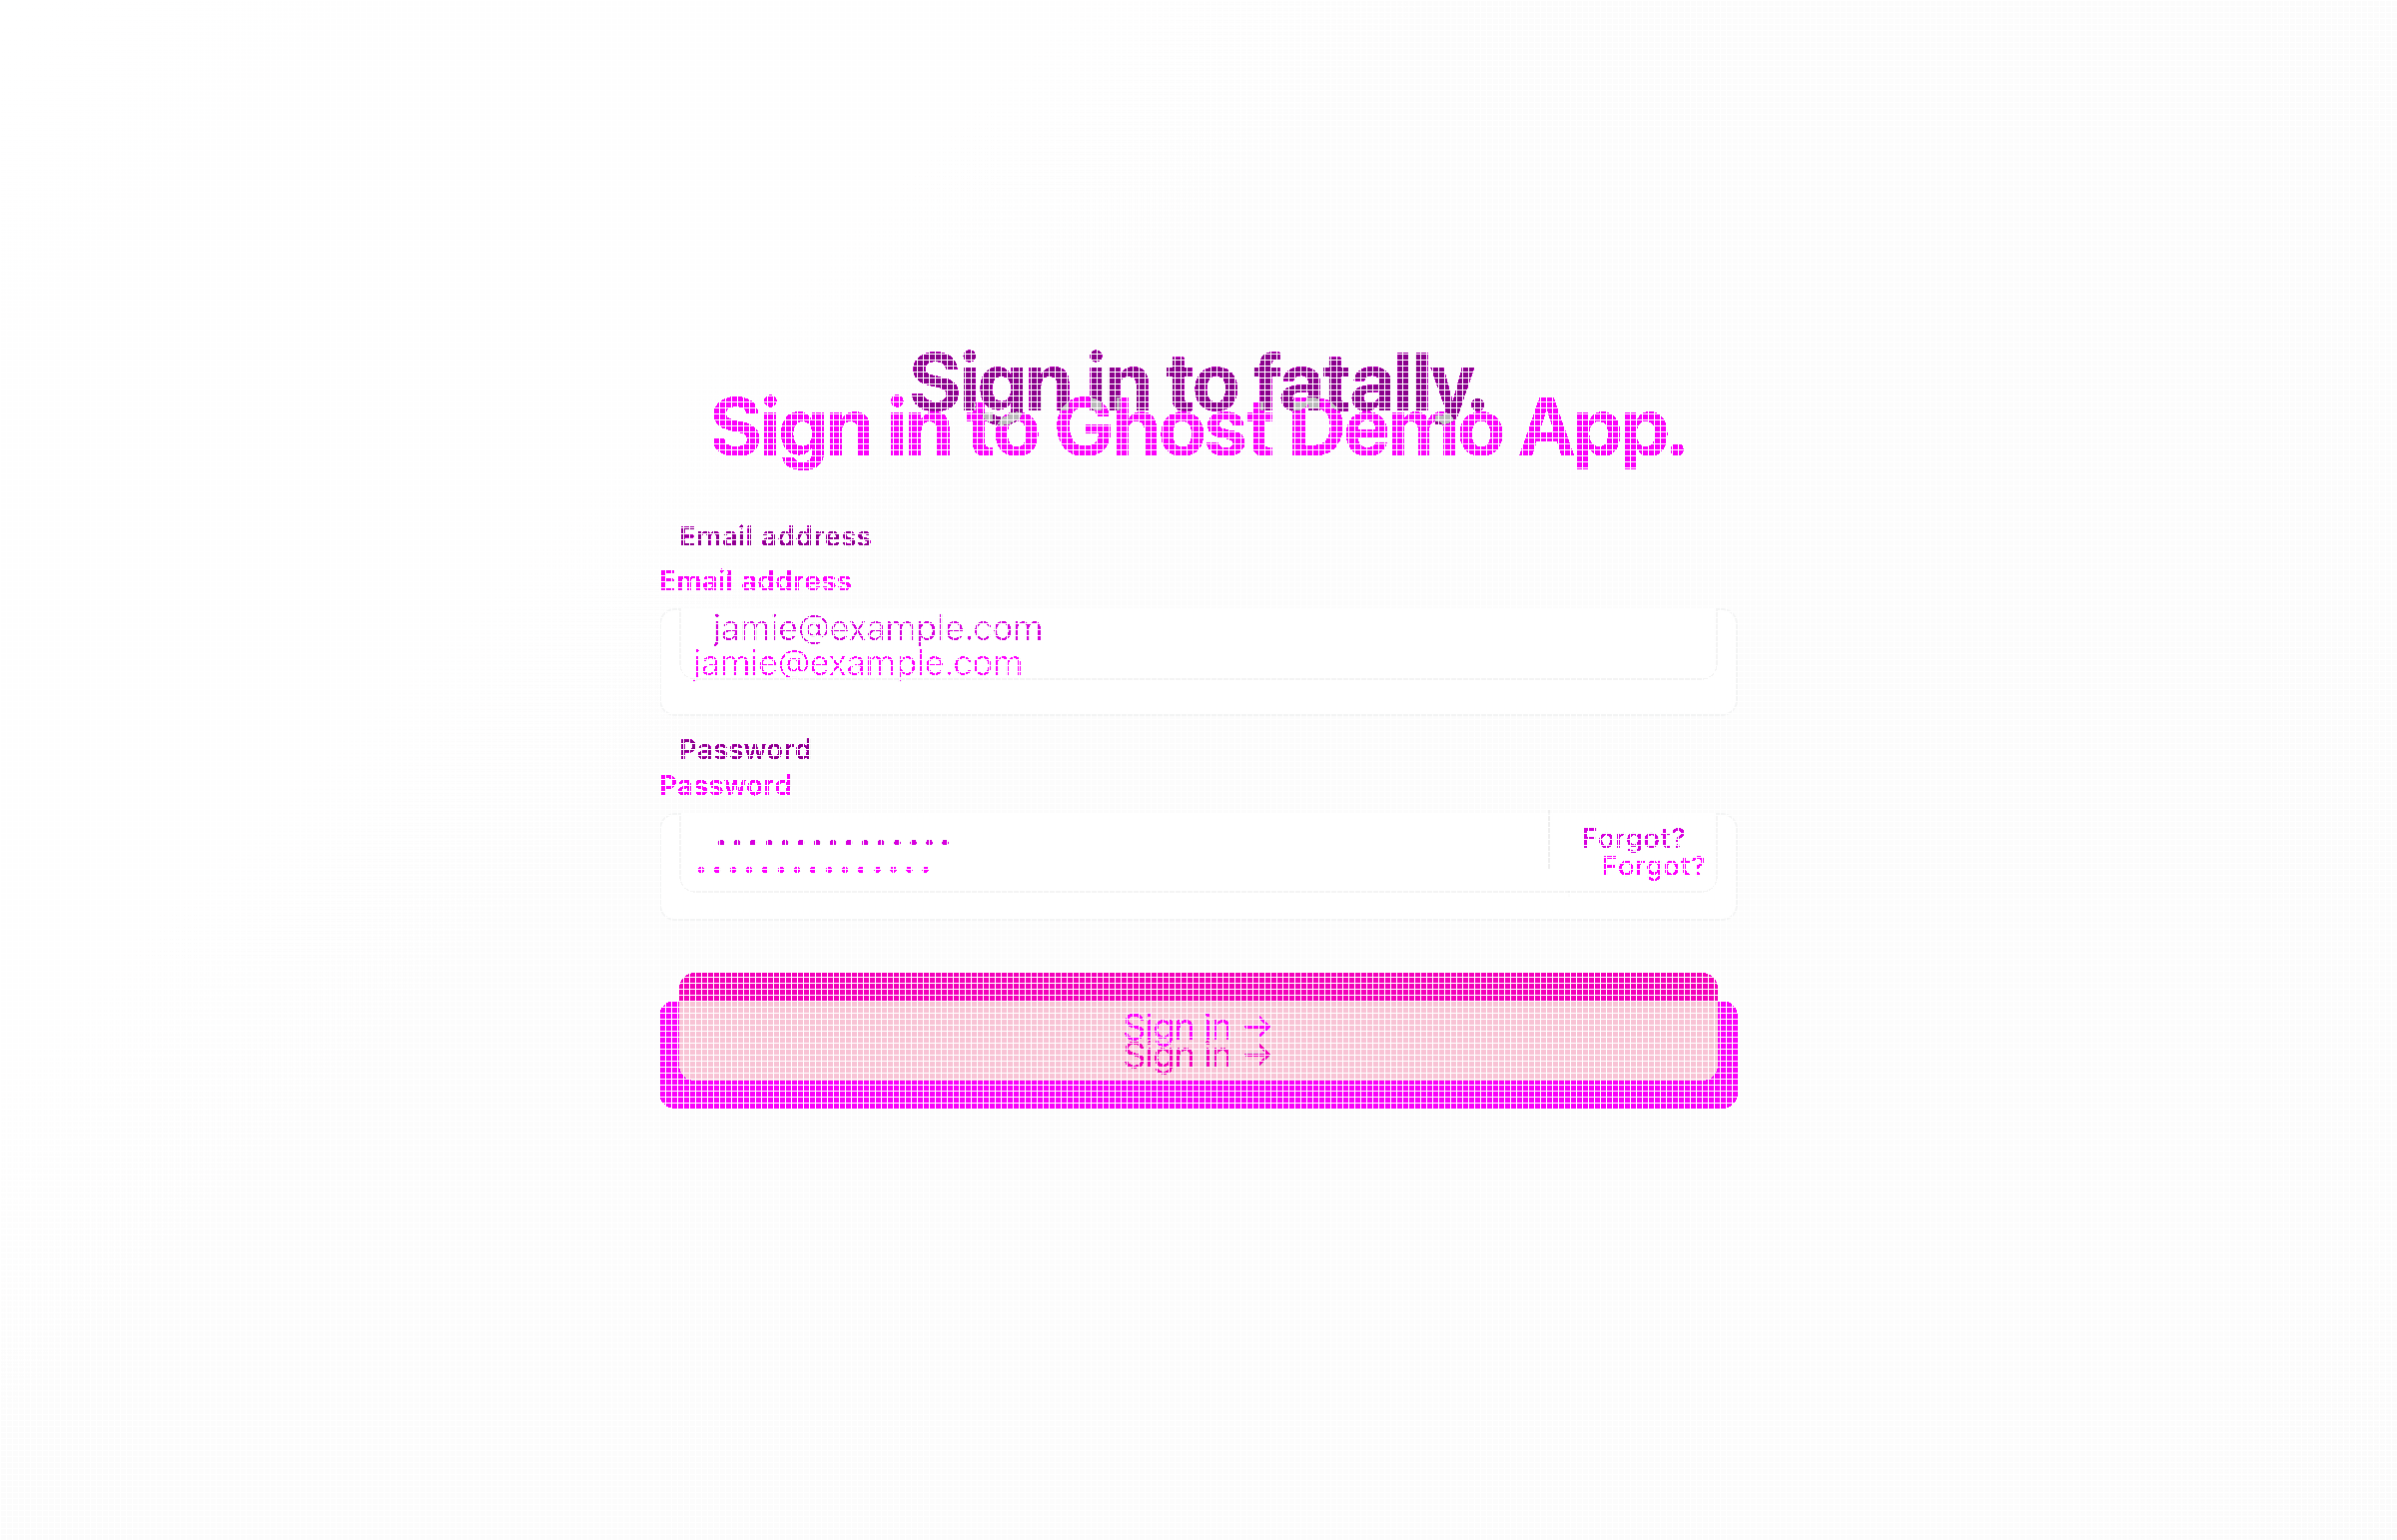 Sign in to fatally.
Sign in to Ghost Demo App.
Email address
Email address
jamie@example.com
jamie@example.com
Password
Password
Forgot?
Forgot?
Sign in →
Sign in →